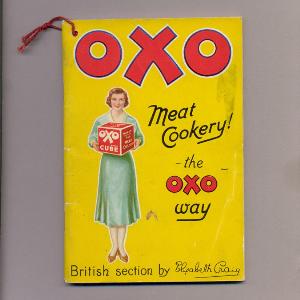 OXO
Meat
Cookery!
- the -
OXO
way
OXO
CUBE
British section by Elizabeth Craig